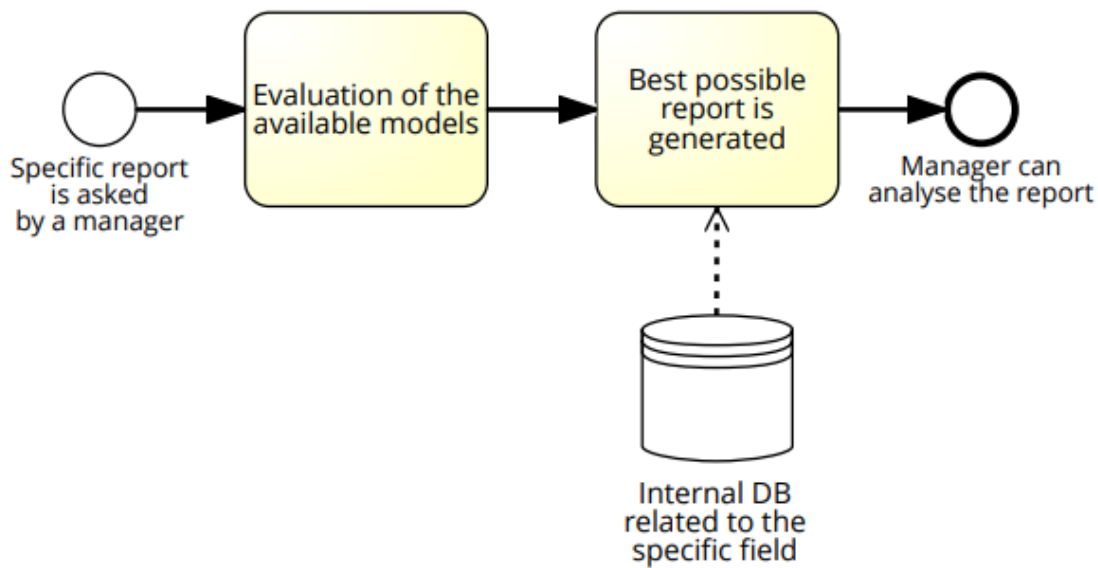 Specific report
is asked
by a manager
Evaluation of the
available models
Best possible
report is
generated
Manager can
analyse the report
Internal DB
related to the
specific field